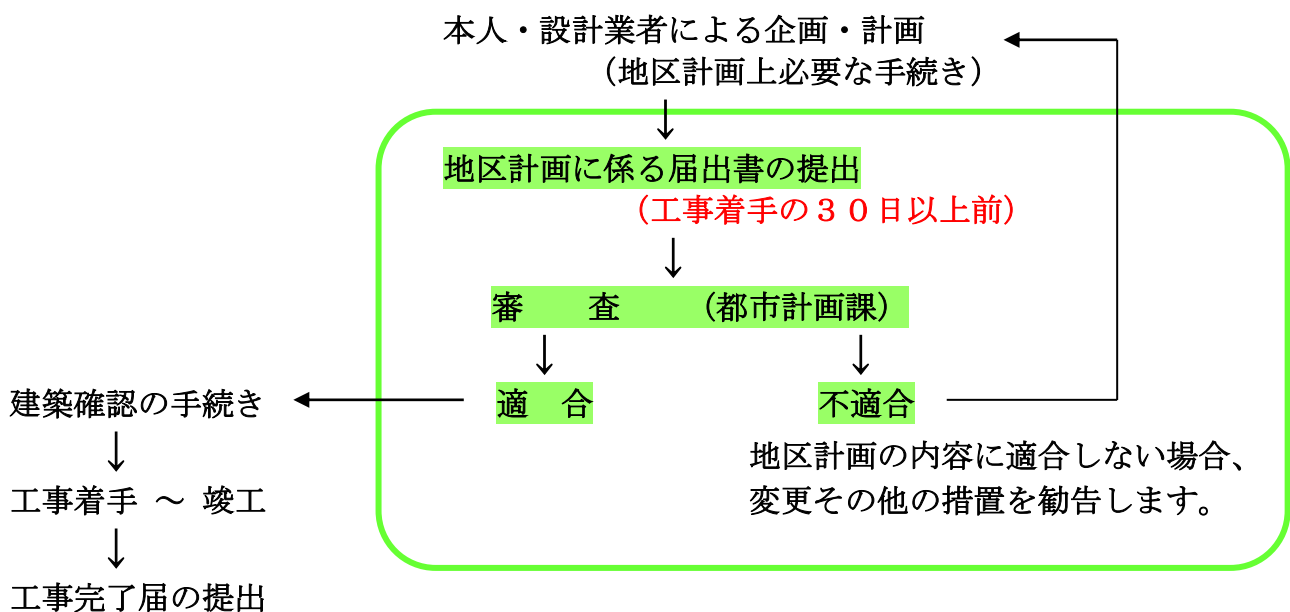 本人・設計業者による企画・計画
（地区計画上必要な手続き）
地区計画に係る届出書の提出
（工事着手の３０日以上前）
審　　査　　（都市計画課）
適　合
不適合
地区計画の内容に適合しない場合、
変更その他の措置を勧告します。
建築確認の手続き
工事着手 ～ 竣工
工事完了届の提出